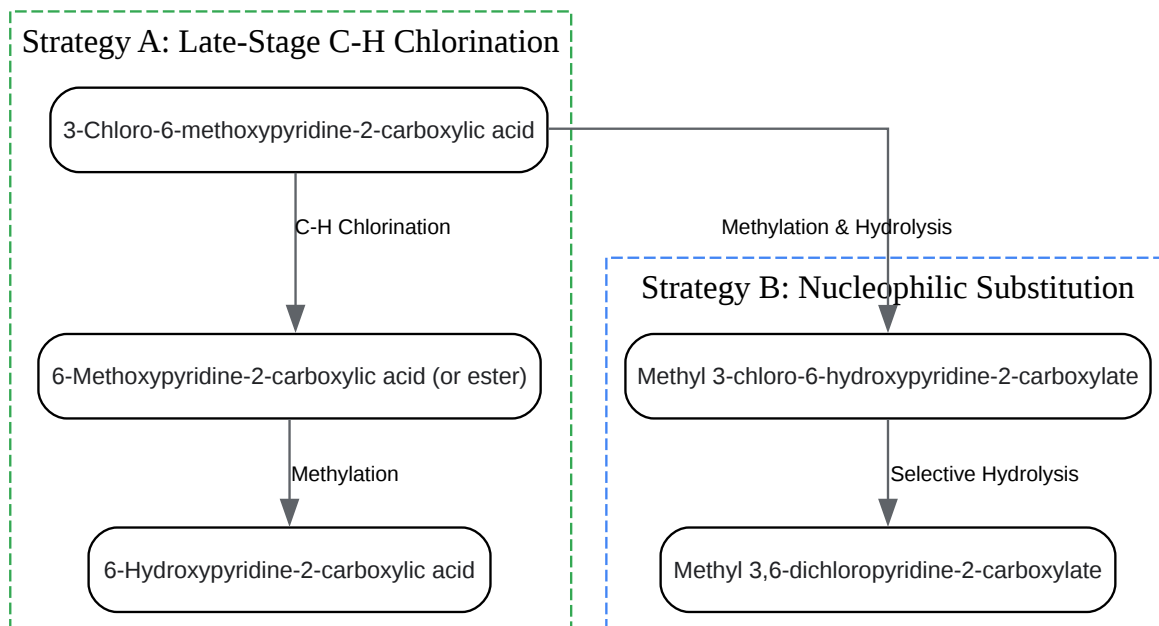 Strategy A: Late-Stage C-H Chlorination
3-Chloro-6-methoxypyridine-2-carboxylic acid
C-H Chlorination
Methylation & Hydrolysis
Strategy B: Nucleophilic Substitution
6-Methoxypyridine-2-carboxylic acid (or ester)
Methyl 3-chloro-6-hydroxypyridine-2-carboxylate
Methylation
Selective Hydrolysis
6-Hydroxypyridine-2-carboxylic acid
Methyl 3,6-dichloropyridine-2-carboxylate